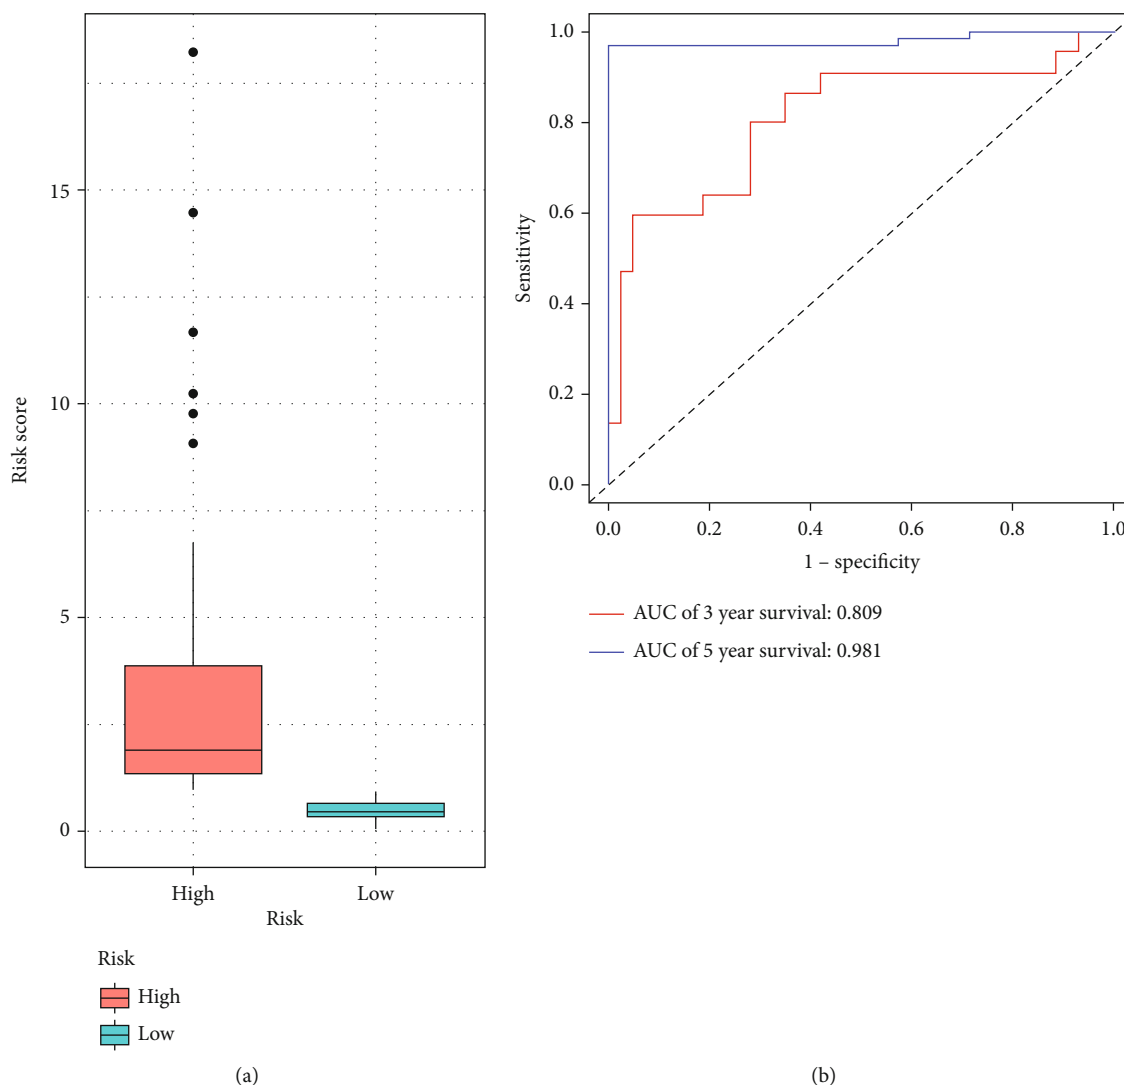 Risk score
15
10
5
0
High
Low
Risk
Risk
High
Low
(a)
Sensitivity
1.0
0.8
0.6
0.4
0.2
0.0
0.0
0.2
0.4
0.6
0.8
1.0
1 – specificity
AUC of 3 year survival: 0.809
AUC of 5 year survival: 0.981
(b)